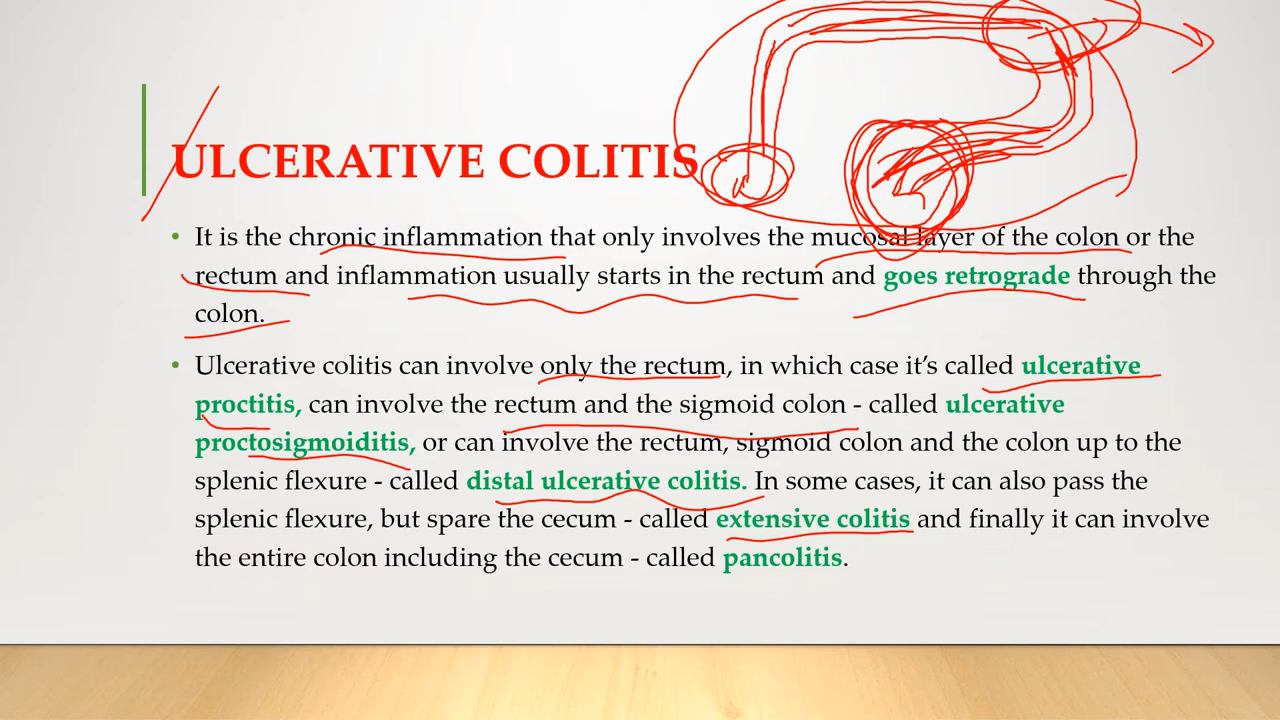 ULCERATIVE COLITIS
• It is the chronic inflammation that only involves the mucosal layer of the colon or the
rectum and inflammation usually starts in the rectum and goes retrograde through the
colon.
• Ulcerative colitis can involve only the rectum, in which case it’s called ulcerative
proctitis, can involve the rectum and the sigmoid colon - called ulcerative
proctosigmoiditis, or can involve the rectum, sigmoid colon and the colon up to the
splenic flexure - called distal ulcerative colitis. In some cases, it can also pass the
splenic flexure, but spare the cecum - called extensive colitis and finally it can involve
the entire colon including the cecum - called pancolitis.